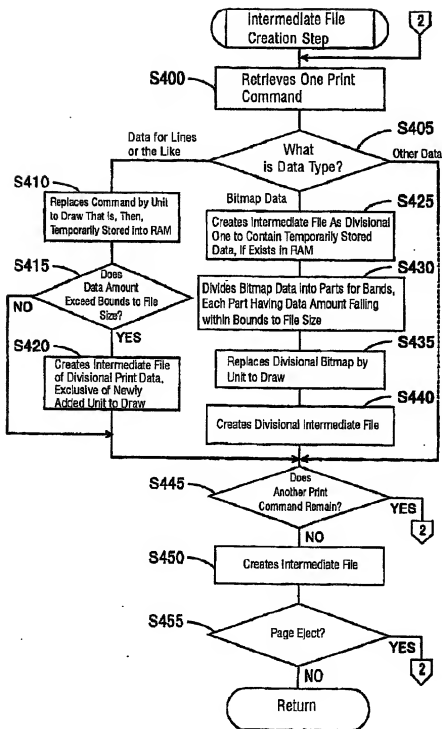 Intermediate File
Creation Step
2
S400
Retrieves One Print
Command
S405
Data for Lines
or the Like
What
is Data Type?
Other Data
S410
Bitmap Data
S425
Replaces Command by Unit
to Draw That Is, Then,
Temporarily Stored into RAM
Creates Intermediate File As Divisional
One to Contain Temporarily Stored
Data, If Exists in RAM
S415
S430
Does
Data Amount
Exceed Bounds to File
Size?
NO
YES
Divides Bitmap Data into Parts for Bands,
Each Part Having Data Amount Falling
within Bounds to File Size
S420
S435
Creates Intermediate File
of Divisional Print Data,
Exclusive of Newly
Added Unit to Draw
Replaces Divisional Bitmap by
Unit to Draw
S440
Creates Divisional Intermediate File
S445
Does
Another Print
Command Remain?
YES
2
NO
S450
Creates Intermediate File
S455
Page Eject?
YES
2
NO
Return